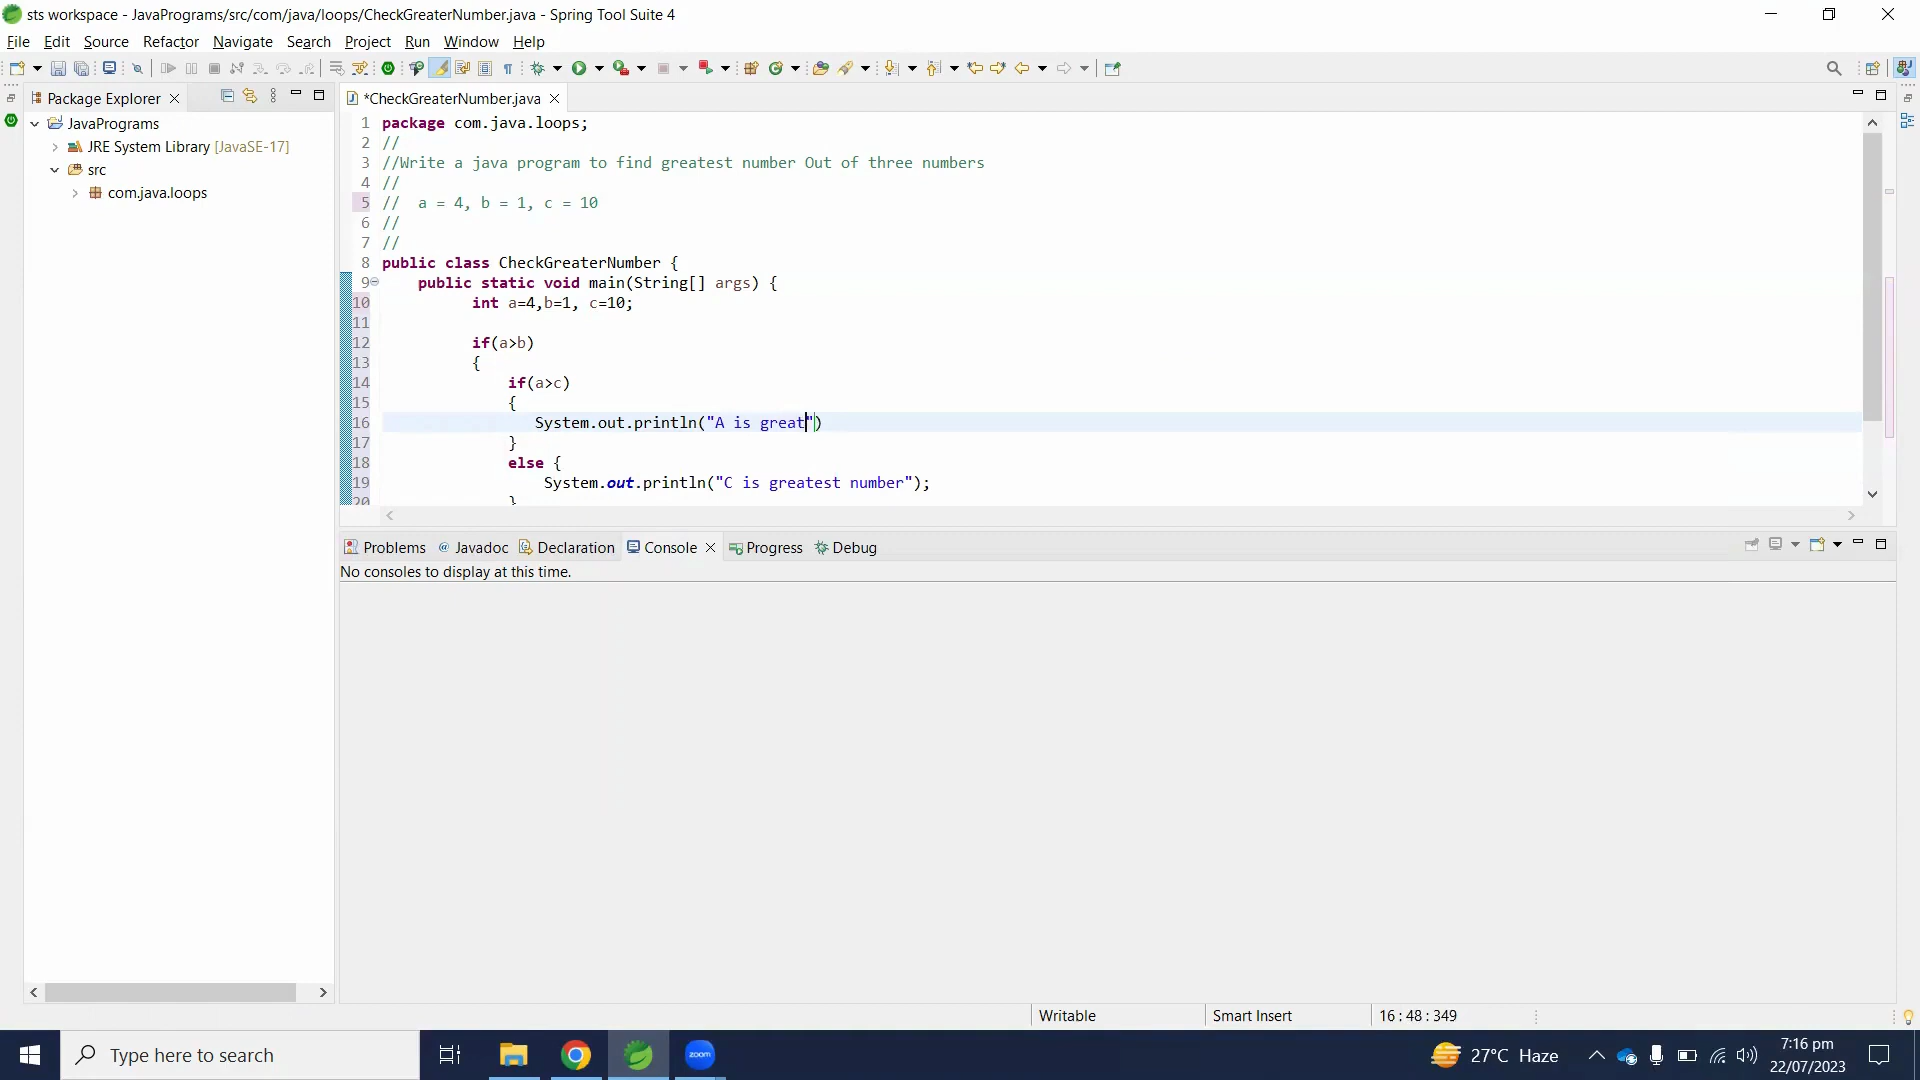 sts workspace - JavaPrograms/src/com/java/loops/CheckGreaterNumber.java - Spring Tool Suite 4
File Edit Source Refactor Navigate Search Project Run Window Help
Package Explorer
*CheckGreaterNumber.java
JavaPrograms
JRE System Library [JavaSE-17]
src
com.java.loops
1 package com.java.loops;
2 //
3 //Write a java program to find greatest number Out of three numbers
4 //
5 // a = 4, b = 1, c = 10
6 //
7 //
8 public class CheckGreaterNumber {
9 public static void main(String[] args) {
10 int a=4,b=1, c=10;
11
12 if(a>b)
13 {
14 if(a>c)
15 {
16 System.out.println("A is great")
17 }
18 else {
19 System.out.println("C is greatest number");
20 }
Problems @ Javadoc Declaration Console Progress Debug
No consoles to display at this time.
Writable Smart Insert 16 : 48 : 349
Type here to search
zoom
27°C Haze
7:16 pm
22/07/2023